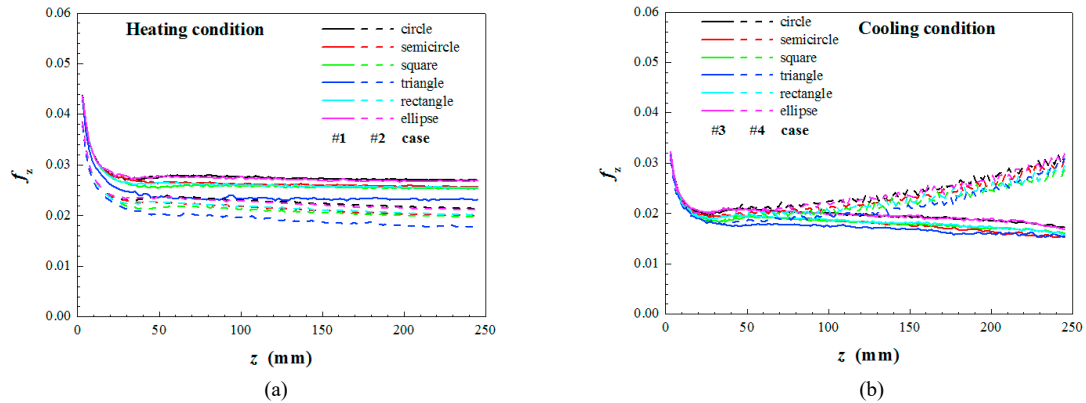 0.06
0.05
0.04
0.03
0.02
0.01
0.00
f_z
Heating condition
circle
semicircle
square
triangle
rectangle
ellipse
#1 #2 case
0 50 100 150 200 250
z (mm)
(a)
0.06
0.05
0.04
0.03
0.02
0.01
0.00
f_z
circle
semicircle
square
triangle
rectangle
ellipse
#3 #4 case
Cooling condition
0 50 100 150 200 250
z (mm)
(b)